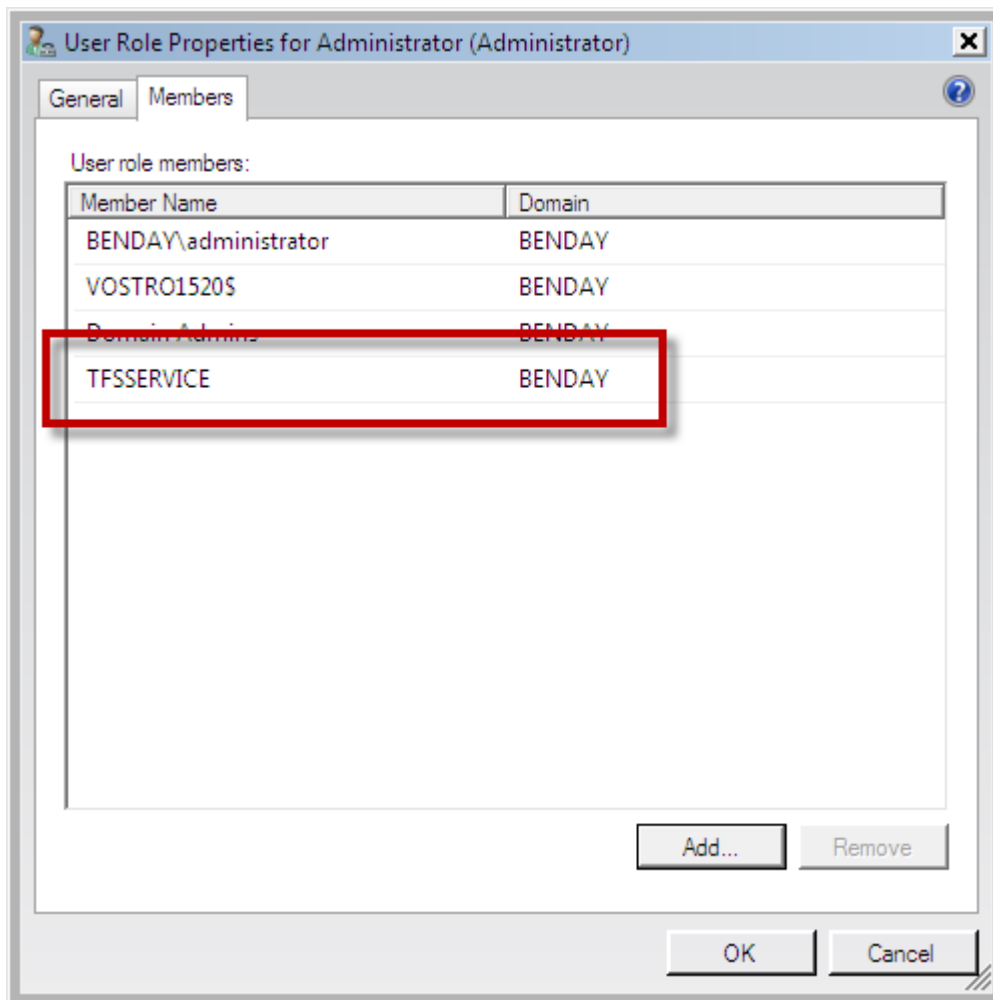 User Role Properties for Administrator (Administrator)
General Members
User role members:
Member Name Domain
BENDAY\administrator BENDAY
VOSTRO1520$ BENDAY
Domain Admins BENDAY
TFSSERVICE BENDAY
Add... Remove
OK Cancel